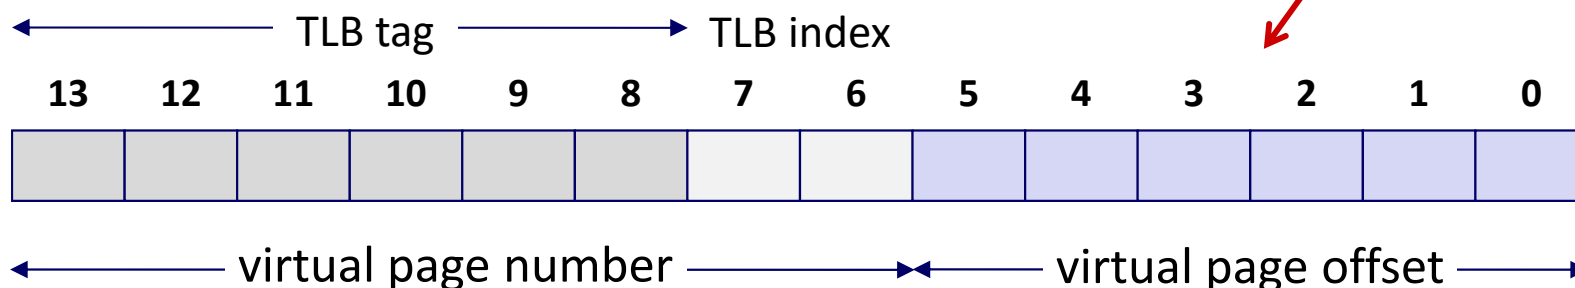 TLB tag TLB index
13 12 11 10 9 8 7 6 5 4 3 2 1 0
virtual page number virtual page offset